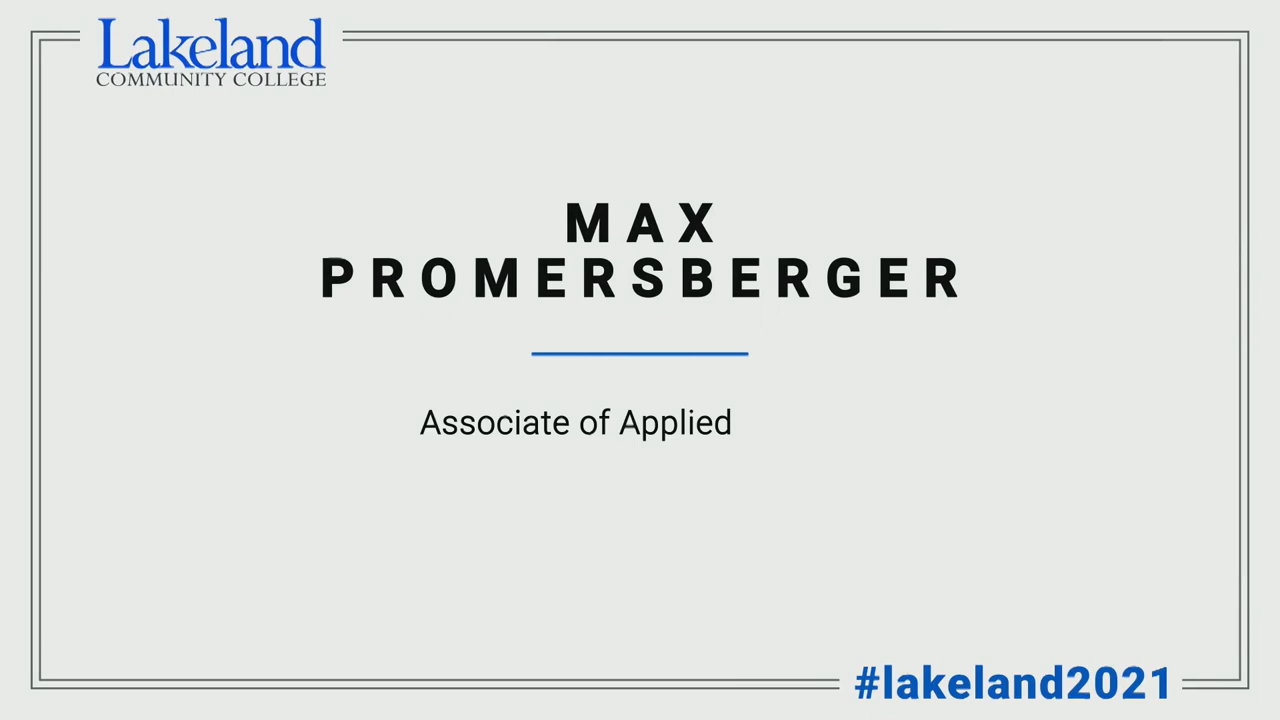 Lakeland
COMMUNITY COLLEGE
MAX
PROMERSBERGER
Associate of Applied
#lakeland2021